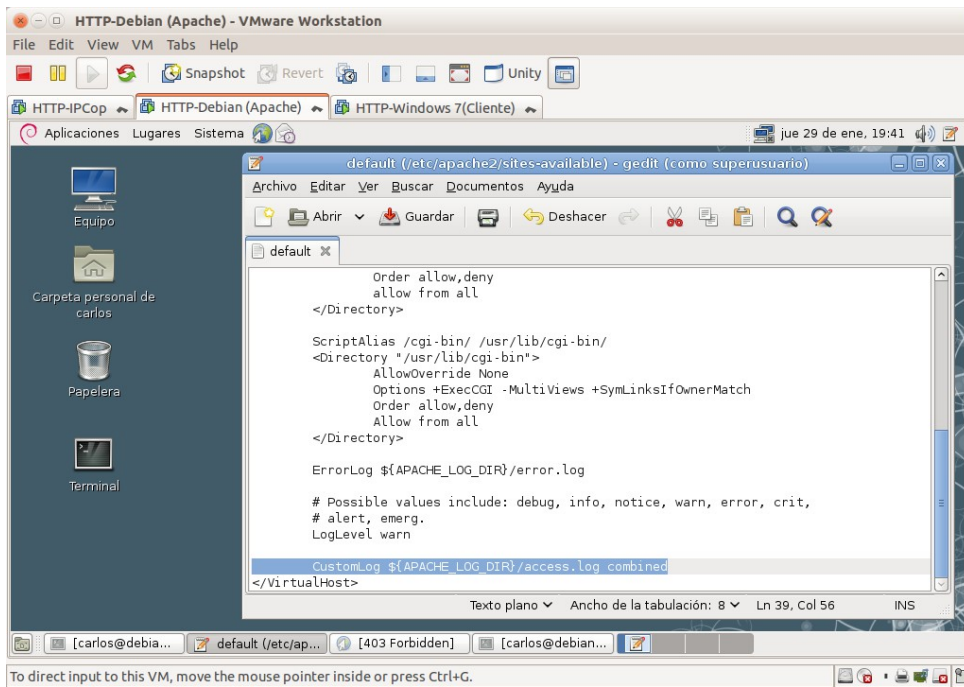 HTTP-Debian (Apache) - VMware Workstation
File Edit View VM Tabs Help
Snapshot Revert Unity
HTTP-IPCop HTTP-Debian (Apache) HTTP-Windows 7(Cliente)
Aplicaciones Lugares Sistema jue 29 de ene, 19:41
default (/etc/apache2/sites-available) - gedit (como superusuario)
Archivo Editar Ver Buscar Documentos Ayuda
Abrir Guardar Deshacer
default
Order allow,deny
allow from all
</Directory>
ScriptAlias /cgi-bin/ /usr/lib/cgi-bin/
<Directory "/usr/lib/cgi-bin">
AllowOverride None
Options +ExecCGI -MultiViews +SymLinksIfOwnerMatch
Order allow,deny
Allow from all
</Directory>
ErrorLog ${APACHE_LOG_DIR}/error.log
# Possible values include: debug, info, notice, warn, error, crit,
# alert, emerg.
LogLevel warn
CustomLog ${APACHE_LOG_DIR}/access.log combined
</VirtualHost>
Texto plano Ancho de la tabulación: 8 Ln 39, Col 56 INS
Equipo
Carpeta personal de
carlos
Papelera
Terminal
[carlos@debia... default (/etc/ap... [403 Forbidden] [carlos@debian...
To direct input to this VM, move the mouse pointer inside or press Ctrl+G.